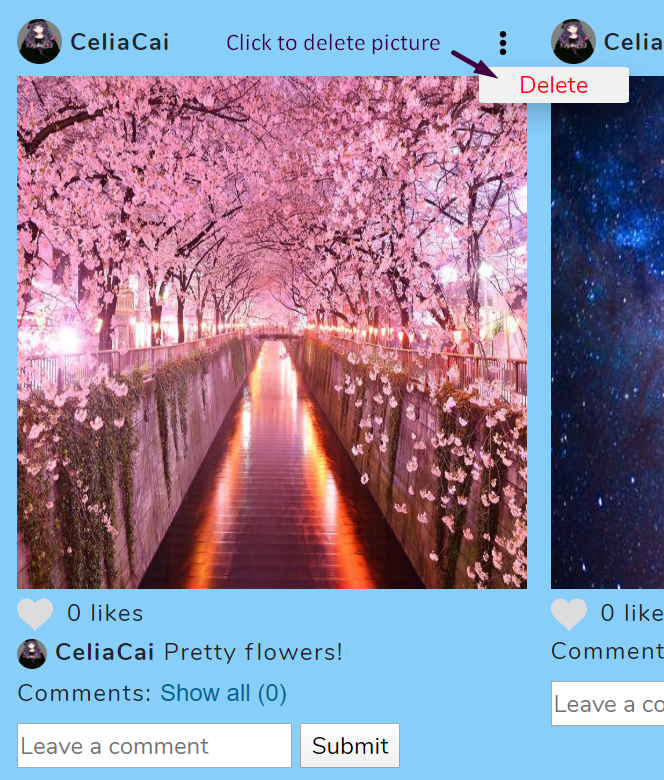 CeliaCai
Click to delete picture
Celia
Delete
0 likes
CeliaCai Pretty flowers!
Comments: Show all (0)
Leave a comment
Submit
0 like
Comment
Leave a co